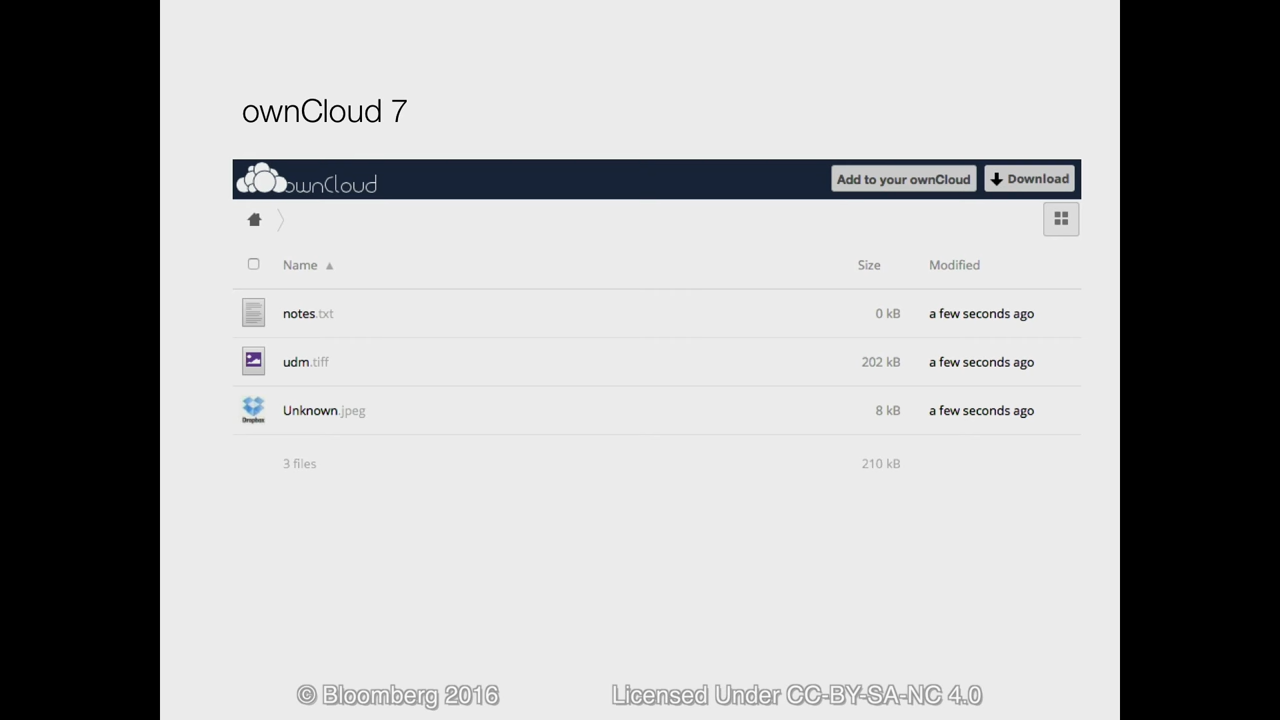 ownCloud 7
ownCloud Add to your ownCloud Download
Name Size Modified
notes.txt 0 kB a few seconds ago
udm.tiff 202 kB a few seconds ago
Dropbox
Unknown.jpeg 8 kB a few seconds ago
3 files 210 kB
© Bloomberg 2016 Licensed Under CC-BY-SA-NC 4.0